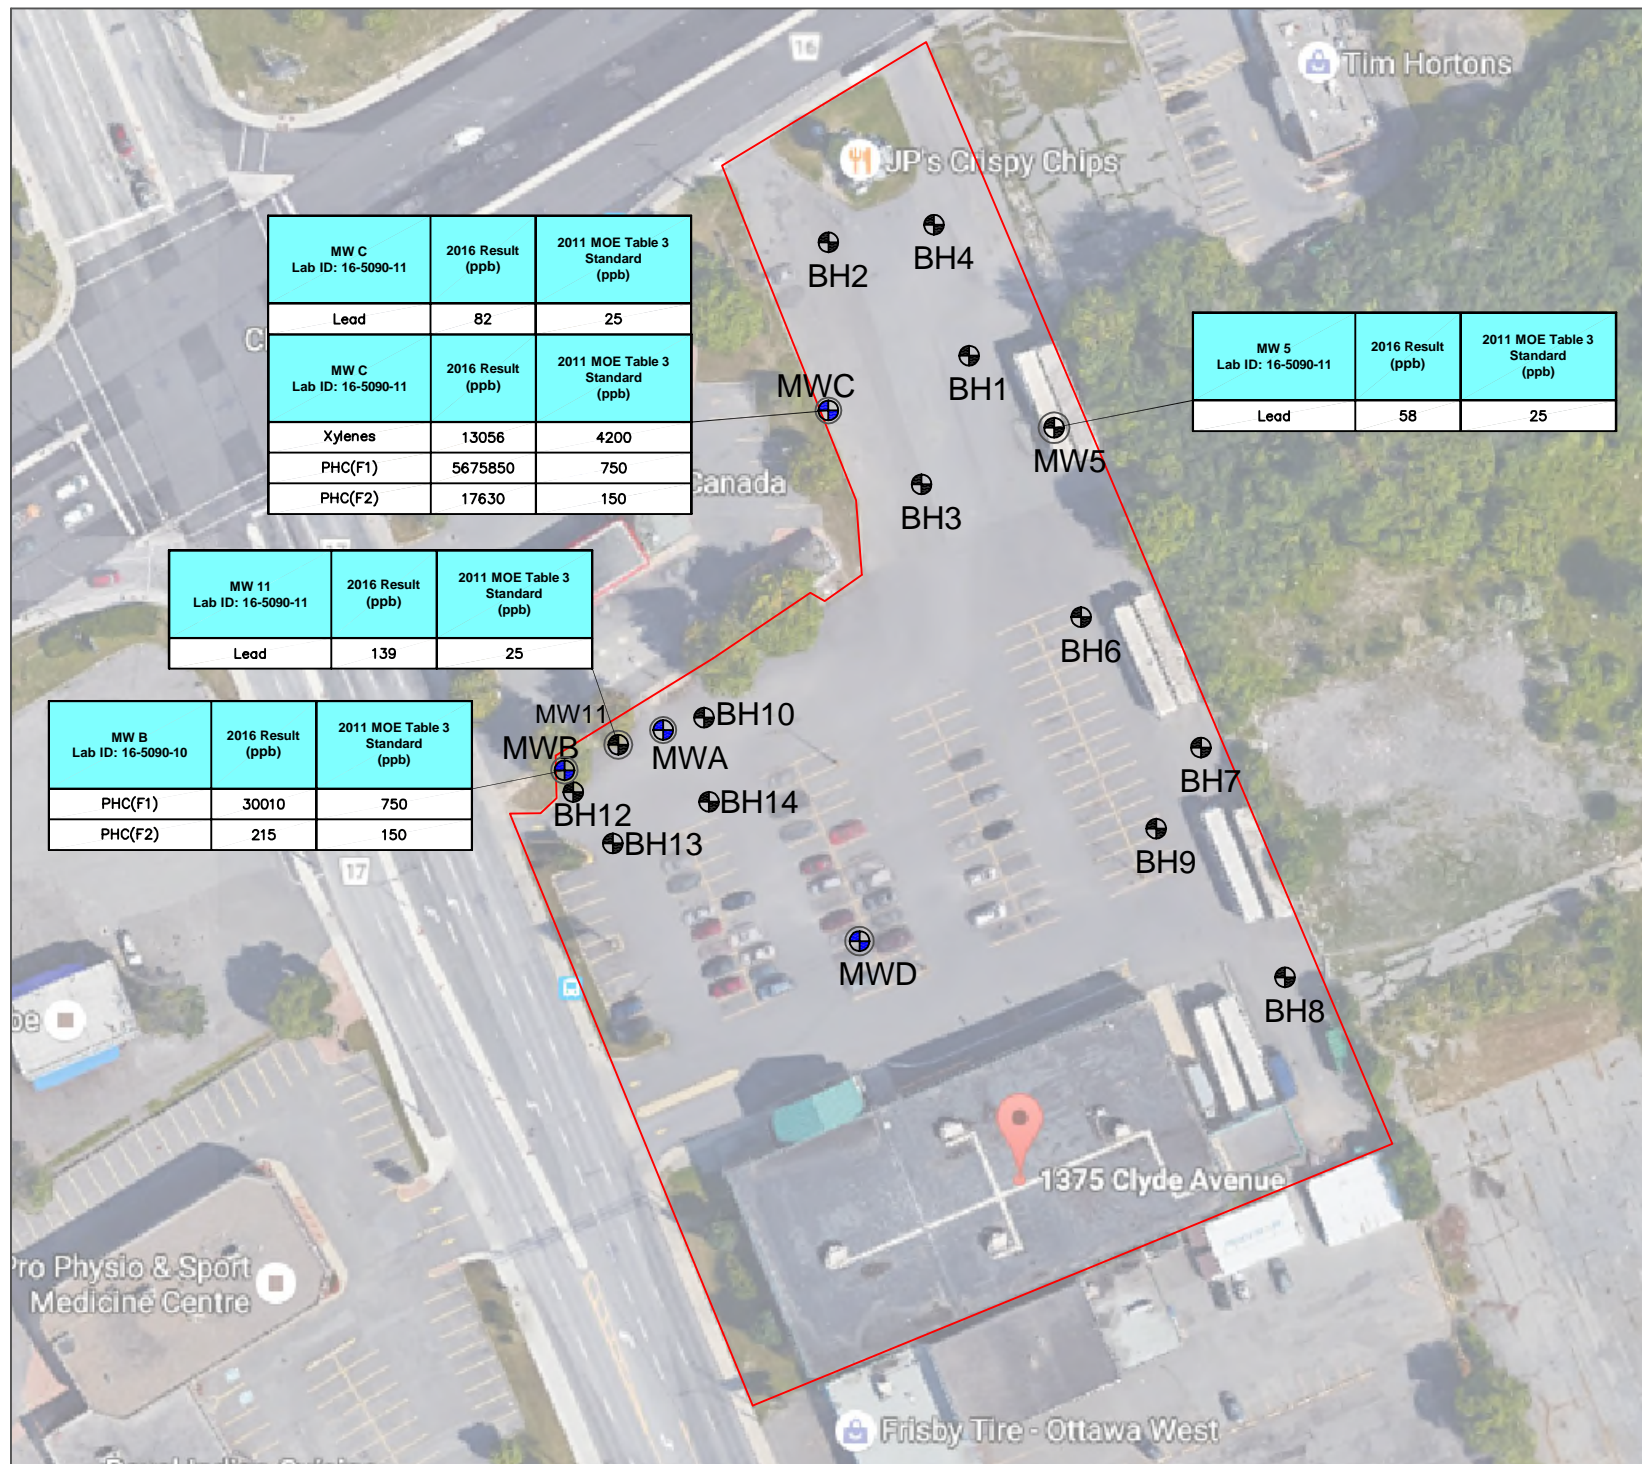 16
Tim Hortons
JP's Crispy Chips
MW C
Lab ID: 16-5090-11
2016 Result
(ppb)
2011 MOE Table 3
Standard
(ppb)
Lead 82 25
MW C
Lab ID: 16-5090-11
2016 Result
(ppb)
2011 MOE Table 3
Standard
(ppb)
Xylenes 13056 4200
PHC(F1) 5675850 750
PHC(F2) 17630 150
BH2
BH4
BH1
MWC
MW5
BH3
MW 5
Lab ID: 16-5090-11
2016 Result
(ppb)
2011 MOE Table 3
Standard
(ppb)
Lead 58 25
Canada
MW 11
Lab ID: 16-5090-11
2016 Result
(ppb)
2011 MOE Table 3
Standard
(ppb)
Lead 139 25
BH6
MW B
Lab ID: 16-5090-10
2016 Result
(ppb)
2011 MOE Table 3
Standard
(ppb)
PHC(F1) 30010 750
PHC(F2) 215 150
MW11
BH10
MWB
MWA
BH7
BH12
BH14
BH13
BH9
17
MWD
BH8
1375 Clyde Avenue
Pro Physio & Sport
Medicine Centre
Frisby Tire - Ottawa West